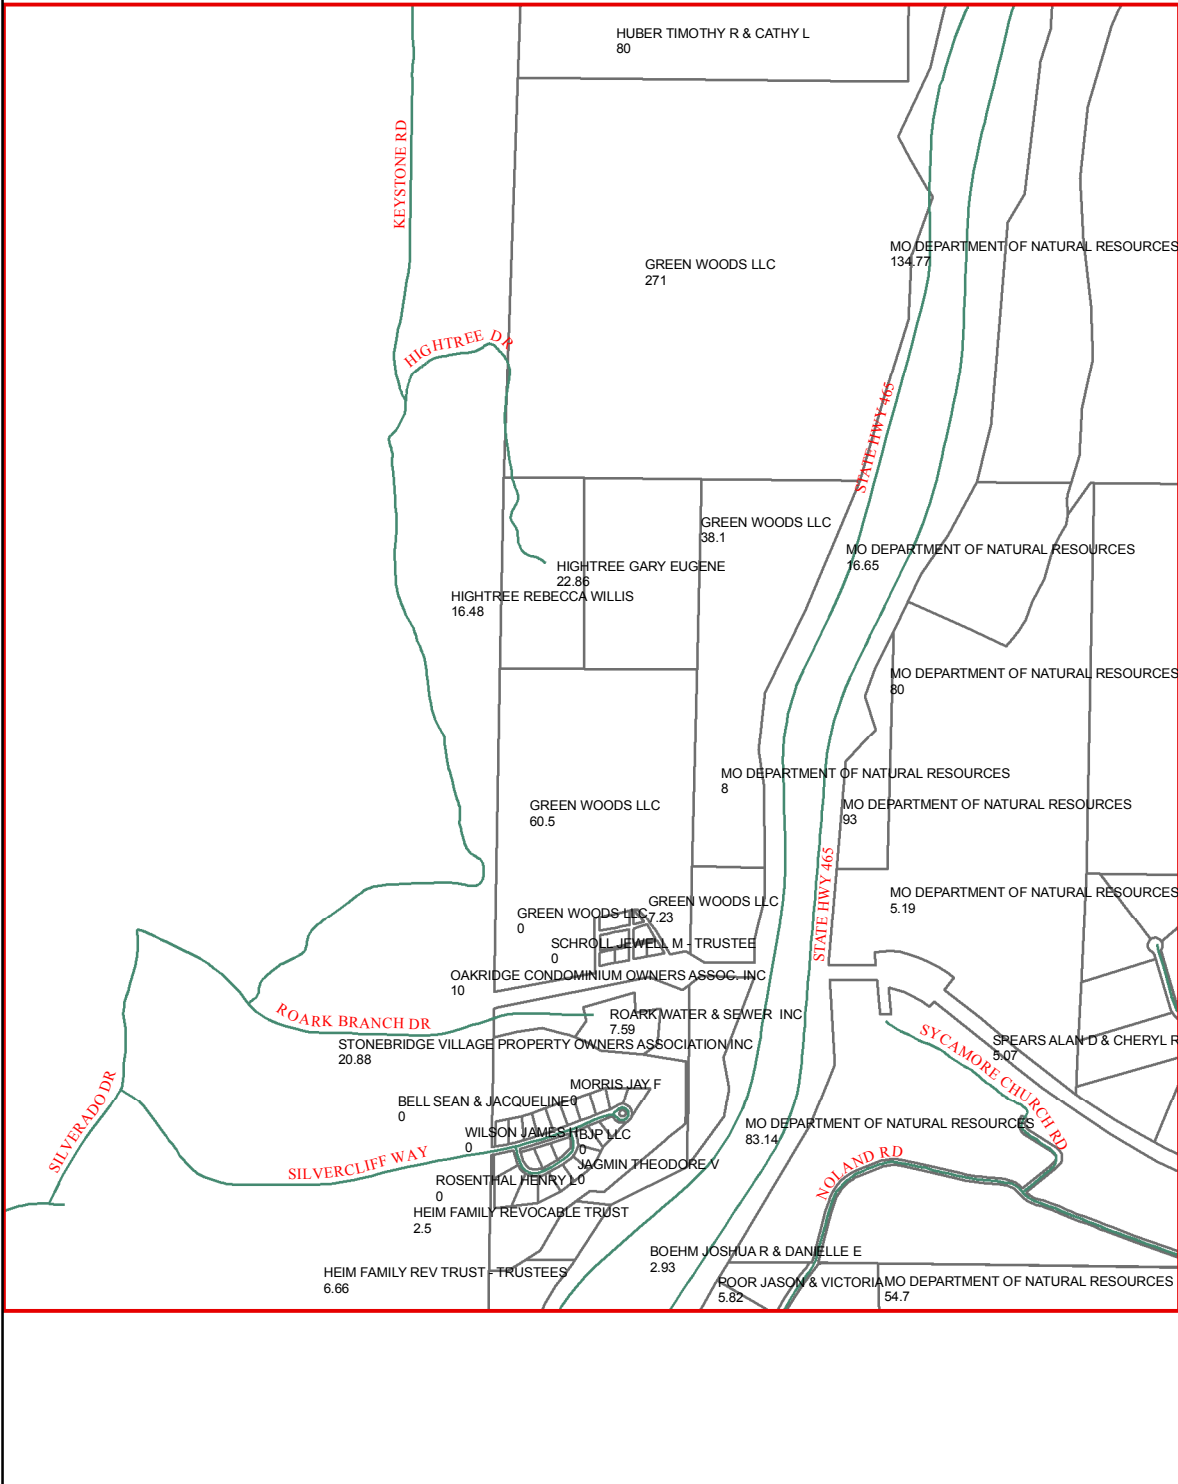 HUBER TIMOTHY R & CATHY L
80
KEYSTONE RD
MO DEPARTMENT OF NATURAL RESOURCES
134.77
GREEN WOODS LLC
271
HIGHTREE DR
STATE HWY 465
GREEN WOODS LLC
38.1
MO DEPARTMENT OF NATURAL RESOURCES
16.65
HIGHTREE GARY EUGENE
22.86
HIGHTREE REBECCA WILLIS
16.48
MO DEPARTMENT OF NATURAL RESOURCES
80
MO DEPARTMENT OF NATURAL RESOURCES
8
GREEN WOODS LLC
60.5
MO DEPARTMENT OF NATURAL RESOURCES
93
STATE HWY 465
MO DEPARTMENT OF NATURAL RESOURCES
5.19
GREEN WOODS LLC
7.23
GREEN WOODS LLC
0
SCHROLL JEWELL M - TRUSTEE
0
OAKRIDGE CONDOMINIUM OWNERS ASSOC. INC
10
ROARK BRANCH DR
ROARK WATER & SEWER INC
7.59
STONEBRIDGE VILLAGE PROPERTY OWNERS ASSOCIATION INC
20.88
SYCAMORE CHURCH RD
SPEARS ALAN D & CHERYL R
5.07
SILVERADO DR
MORRIS JAY F
0
BELL SEAN & JACQUELINE
0
WILSON JAMES H
0
BJP LLC
0
MO DEPARTMENT OF NATURAL RESOURCES
83.14
SILVERCLIFF WAY
JAGMIN THEODORE V
0
NOLAND RD
ROSENTHAL HENRY L
0
HEIM FAMILY REVOCABLE TRUST
2.5
BOEHM JOSHUA R & DANIELLE E
2.93
HEIM FAMILY REV TRUST - TRUSTEES
6.66
POOR JASON & VICTORIA
5.82
MO DEPARTMENT OF NATURAL RESOURCES
54.7